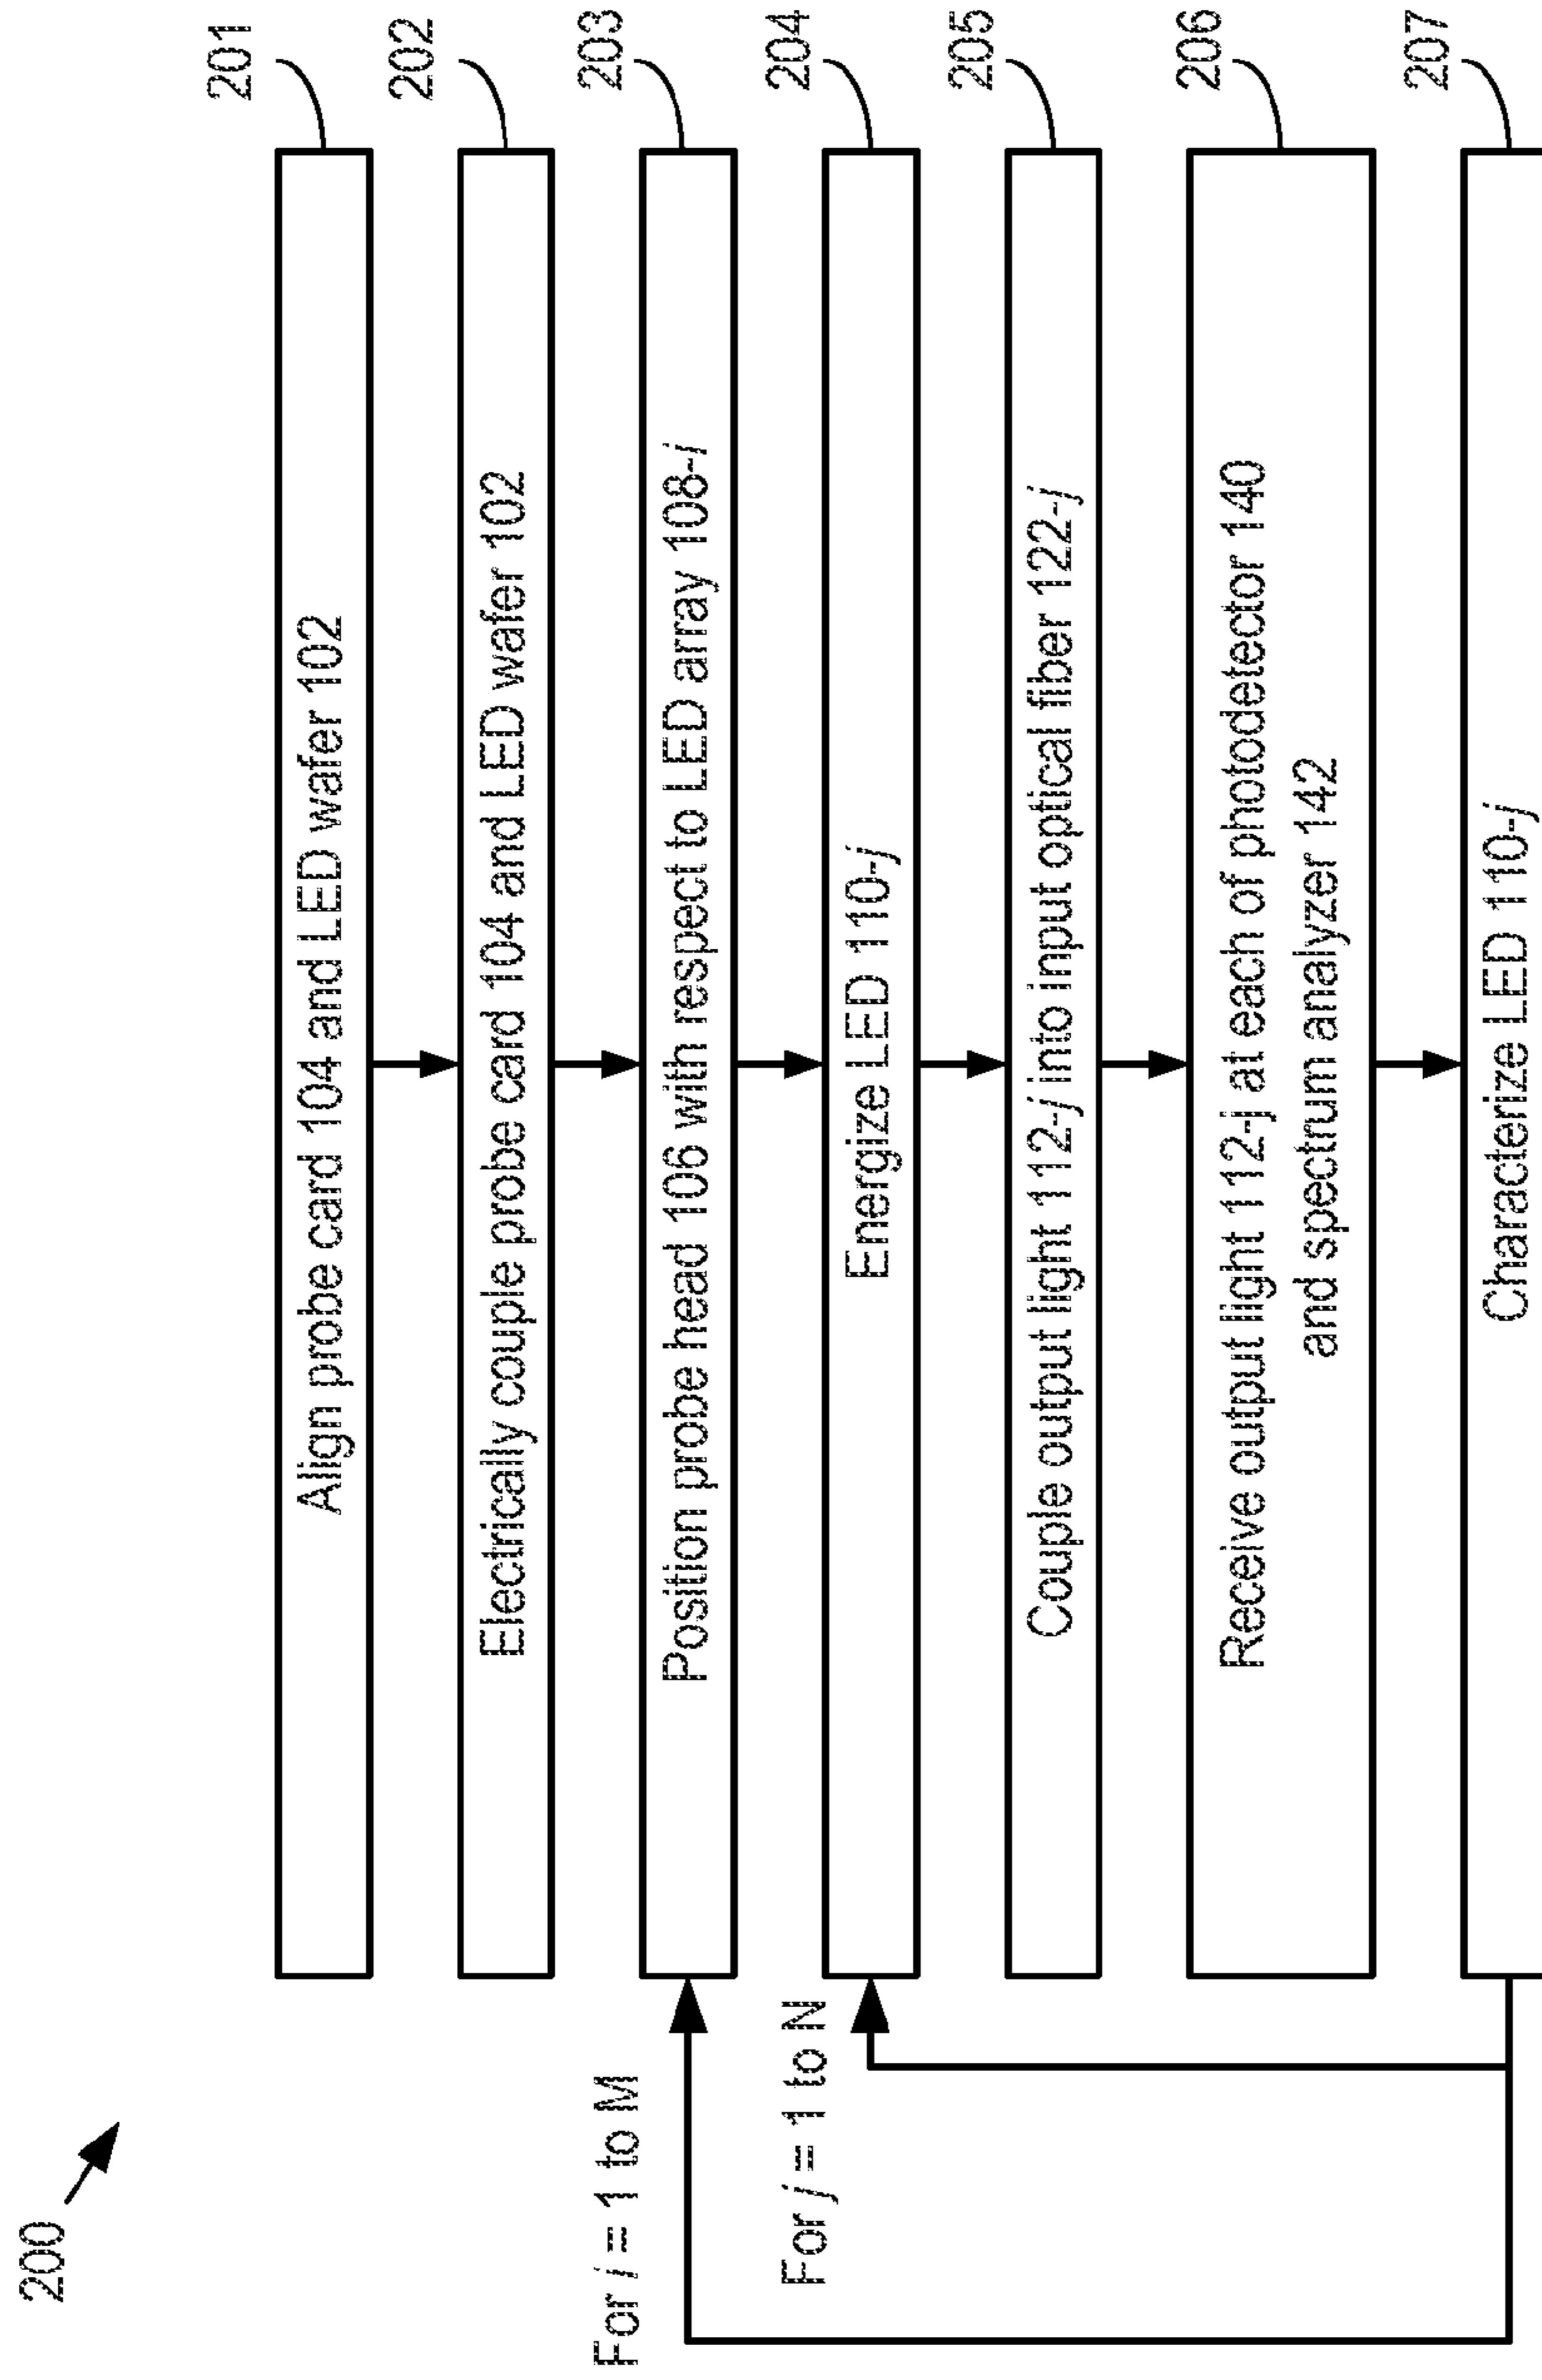 200
201
Align probe card 104 and LED wafer 102
202
Electrically couple probe card 104 and LED wafer 102
For i = 1 to M
203
Position probe head 106 with respect to LED array 108-i
For j = 1 to N
204
Energize LED 110-j
205
Couple output light 112-j into input optical fiber 122-j
206
Receive output light 112-j at each of photodetector 140
and spectrum analyzer 142
207
Characterize LED 110-j